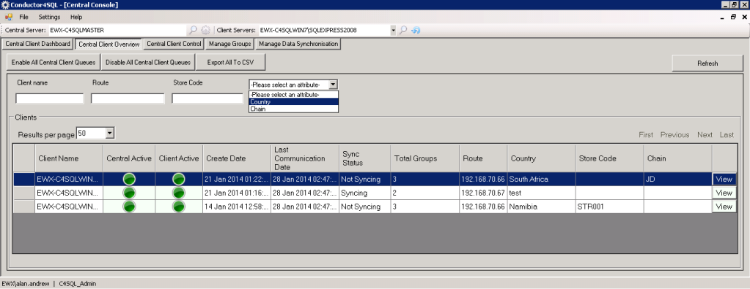 Conductor4SQL - [Central Console]
File Settings Help
Central Server: EWX-C4SQLMASTER Client Servers: EWX-C4SQLWIN7\SQLEXPRESS2008
Central Client Dashboard Central Client Overview Central Client Control Manage Groups Manage Data Synchronisation
Enable All Central Client Queues Disable All Central Client Queues Export All To CSV Refresh
Client name Route Store Code -Please select an attribute-
-Please select an attribute-
Country
Chain
Clients
Results per page: 50 First Previous Next Last
Client Name Central Active Client Active Create Date Last Communication Date Sync Status Total Groups Route Country Store Code Chain
EWX-C4SQLWIN... 21 Jan 2014 01:22:... 28 Jan 2014 02:47:... Not Syncing 3 192.168.70.66 South Africa JD View
EWX-C4SQLWIN... 21 Jan 2014 01:16:... 28 Jan 2014 02:47:... Syncing 2 192.168.70.67 test View
EWX-C4SQLWIN... 14 Jan 2014 12:58:... 28 Jan 2014 02:47:... Not Syncing 3 192.168.70.66 Namibia STR001 View
EWX\alan.andrew | C4SQL_Admin